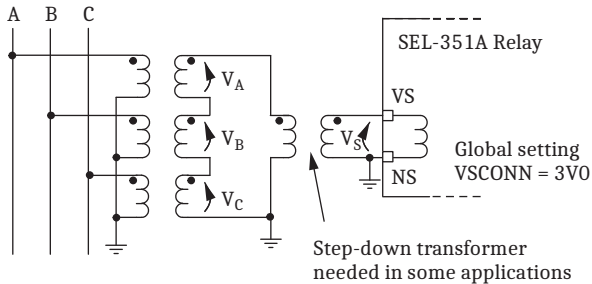 A B C
SEL-351A Relay
VS
V_A
V_B
V_S
V_C
NS
Global setting
VSCONN = 3V0
Step-down transformer
needed in some applications